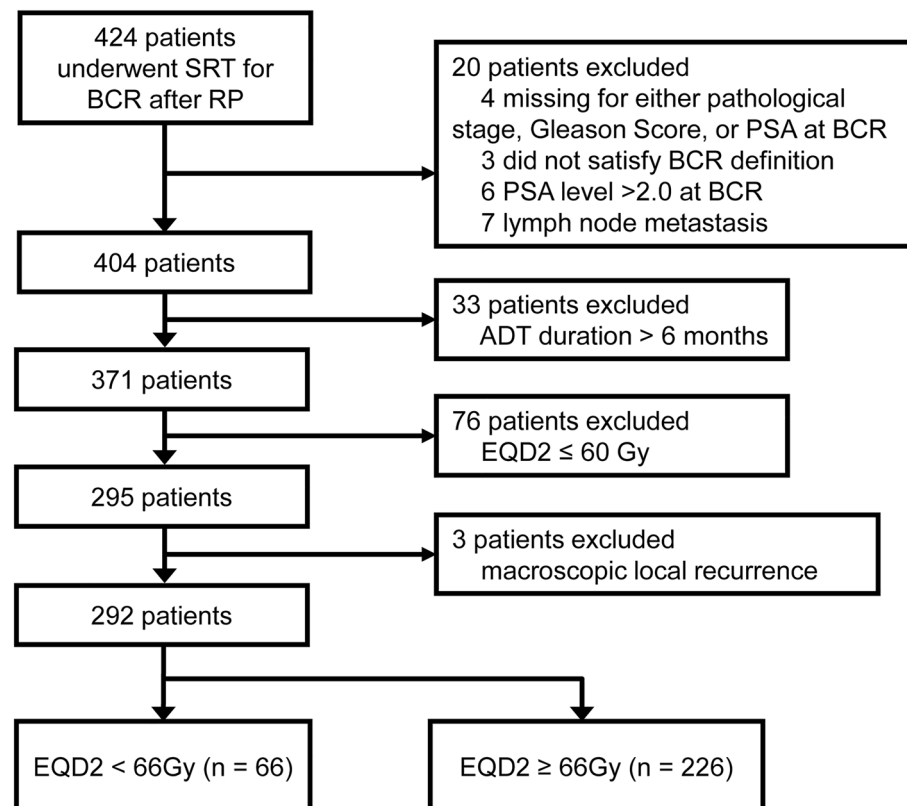 424 patients
underwent SRT for
BCR after RP
20 patients excluded
4 missing for either pathological
stage, Gleason Score, or PSA at BCR
3 did not satisfy BCR definition
6 PSA level >2.0 at BCR
7 lymph node metastasis
404 patients
33 patients excluded
ADT duration > 6 months
371 patients
76 patients excluded
EQD2 ≤ 60 Gy
295 patients
3 patients excluded
macroscopic local recurrence
292 patients
EQD2 < 66Gy (n = 66)
EQD2 ≥ 66Gy (n = 226)